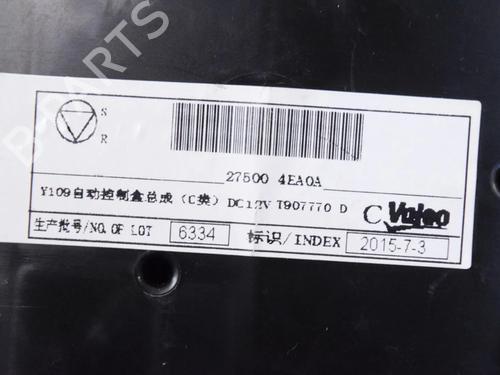 S
R
27500 4EA0A
Y109自动控制盒总成 (C类) DC12V T907770 D
C Valeo
生产批号/NO.OF LOT 6334 标识/INDEX 2015-7-3
B-PARTS